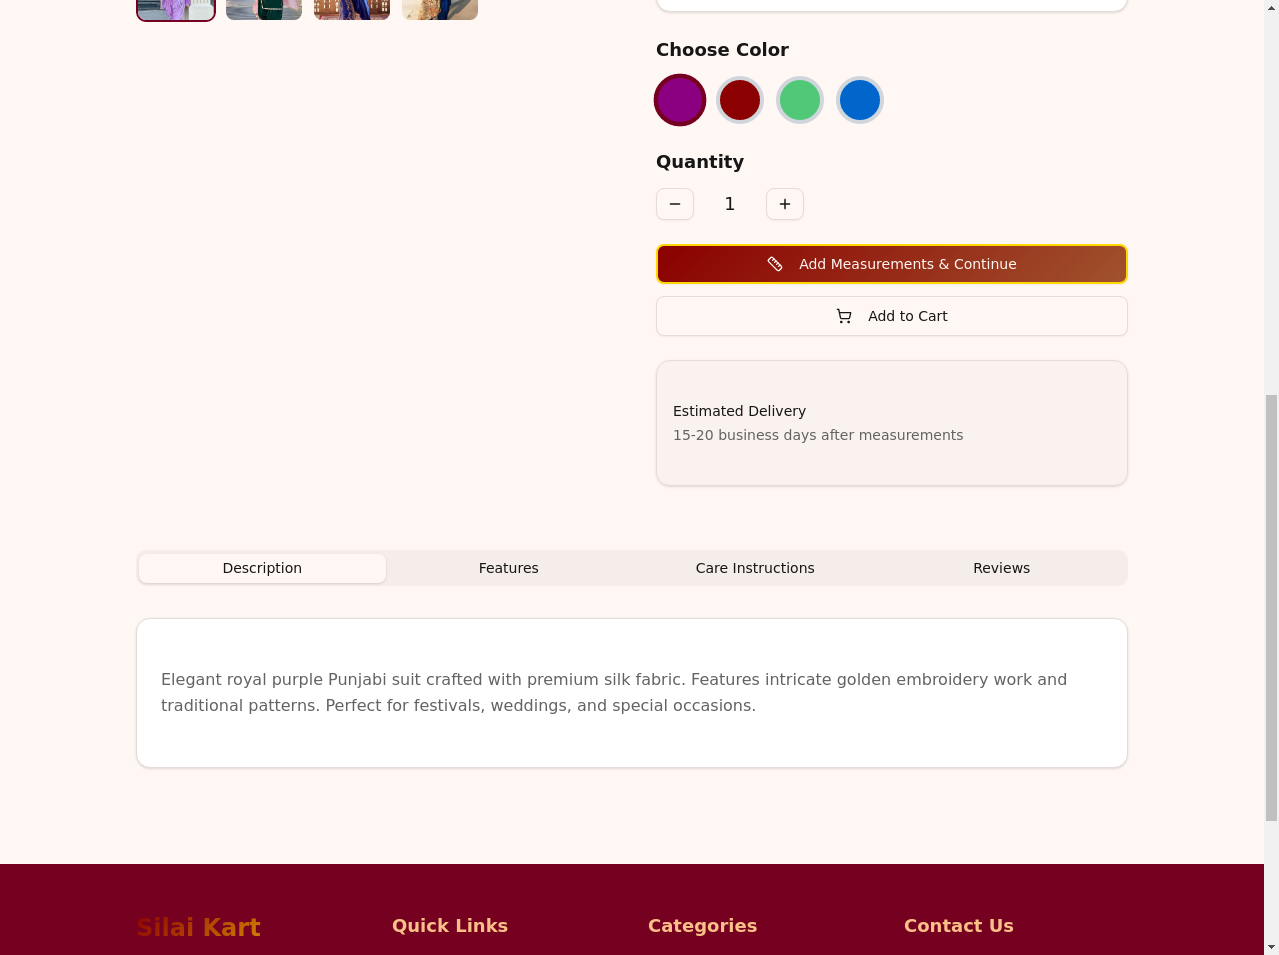 Choose Color
Quantity
1
Add Measurements & Continue
Add to Cart
Estimated Delivery
15-20 business days after measurements
Description
Features
Care Instructions
Reviews
Elegant royal purple Punjabi suit crafted with premium silk fabric. Features intricate golden embroidery work and
traditional patterns. Perfect for festivals, weddings, and special occasions.
Silai Kart
Quick Links
Categories
Contact Us